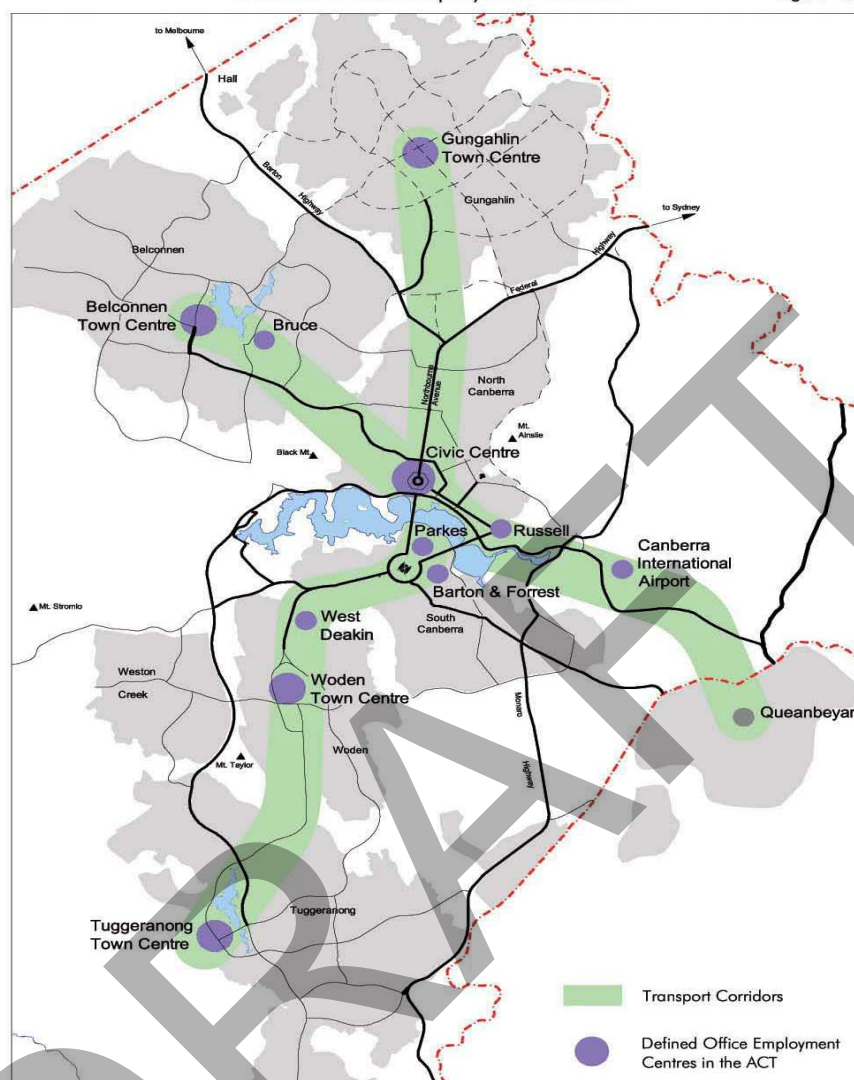 to Melbourne
Hall
Gungahlin
Town Centre
Barton
Highway
Gungahlin
to Sydney
Highway
Federal
Belconnen
Belconnen
Town Centre
Bruce
Northbourne
Avenue
North
Canberra
Mt.
Ainslie
Black Mt.
Civic Centre
Parkes
Russell
Canberra
International
Airport
Barton & Forrest
Mt. Stromlo
West
Deakin
South
Canberra
Weston
Creek
Woden
Town Centre
Monaro
Highway
Queanbeyan
Mt. Taylor
Woden
Tuggeranong
Town Centre
Tuggeranong
Transport Corridors
Defined Office Employment
Centres in the ACT
DRAFT